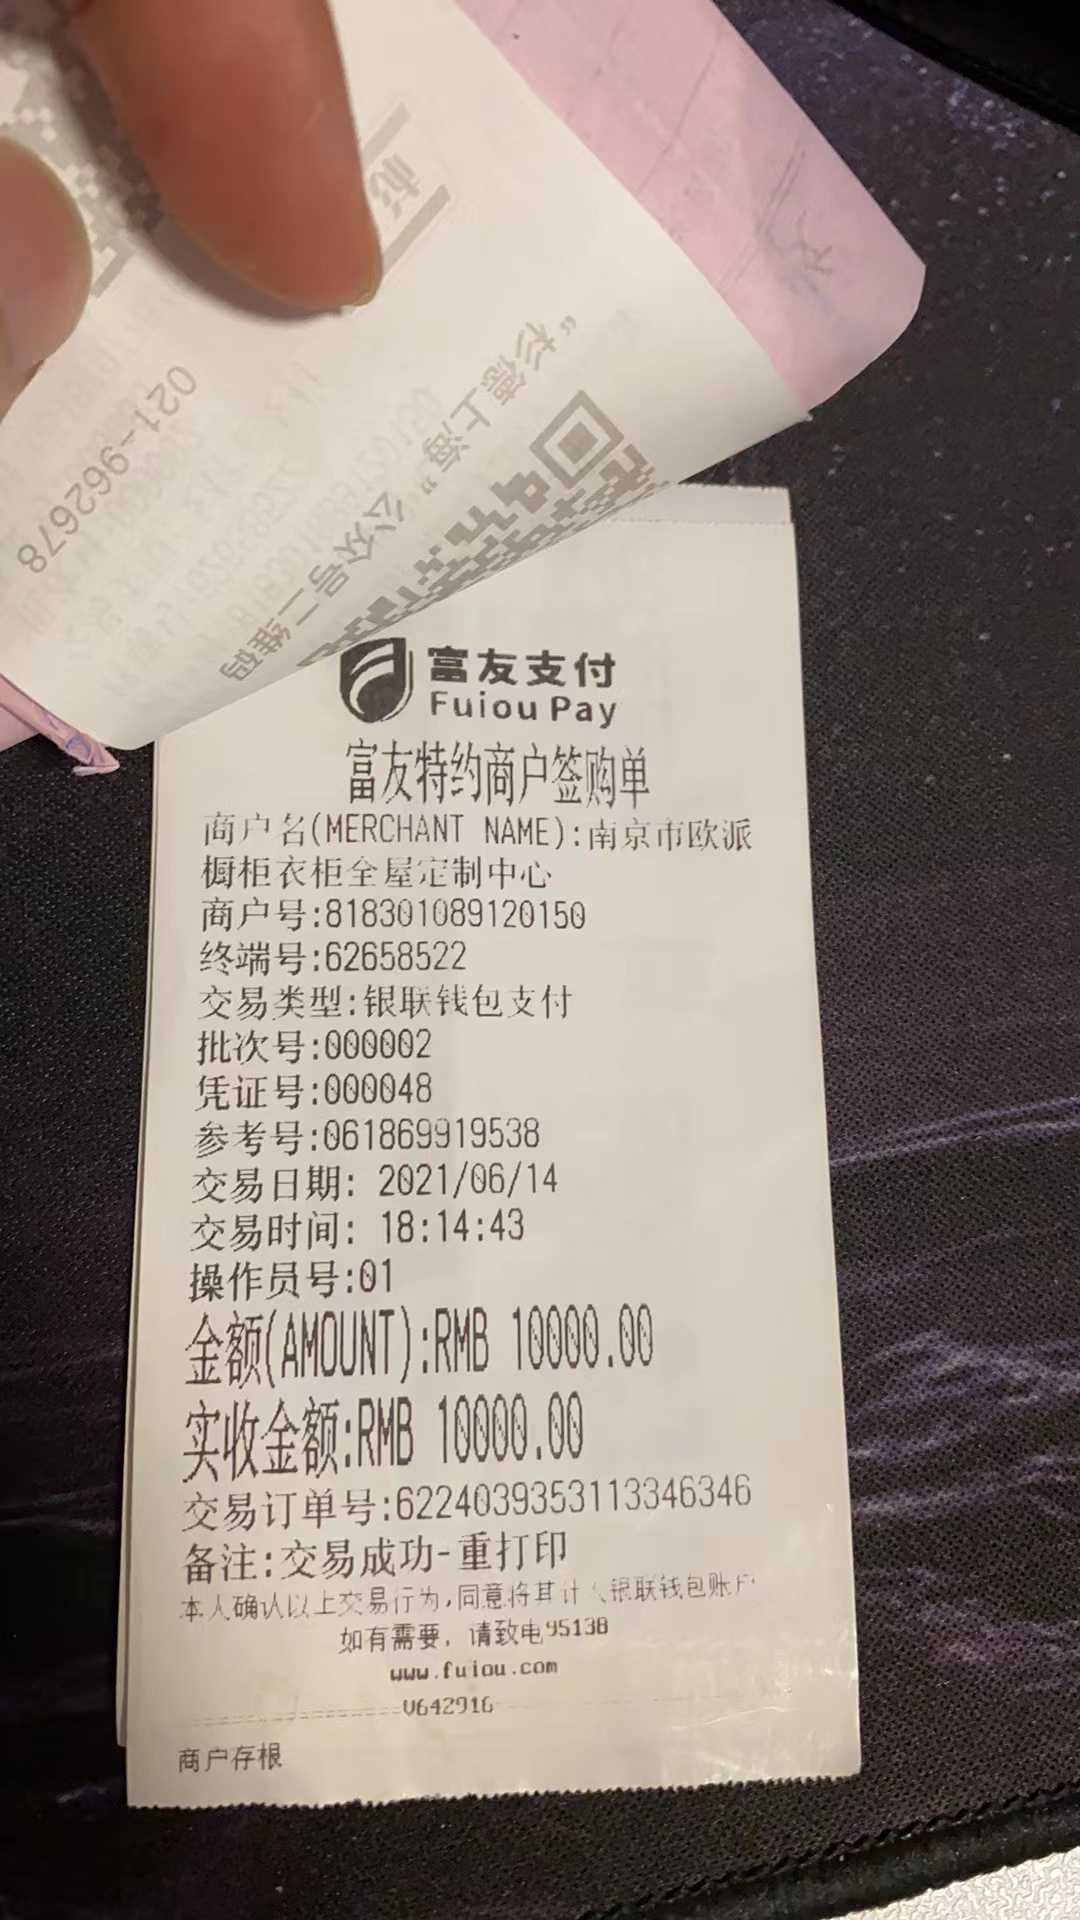 021-962678
"杉德上海"公众号二维码
富友支付
Fuiou Pay
富友特约商户签购单
商户名(MERCHANT NAME):南京市欧派
橱柜衣柜全屋定制中心
商户号:818301089120150
终端号:62658522
交易类型:银联钱包支付
批次号:000002
凭证号:000048
参考号:061869919538
交易日期: 2021/06/14
交易时间: 18:14:43
操作员号:01
金额(AMOUNT):RMB 10000.00
实收金额:RMB 10000.00
交易订单号:6224039353113346346
备注:交易成功-重打印
本人确认以上交易行为,同意将其计入银联钱包账户
如有需要, 请致电95138
www.fuiou.com
V642916
商户存根